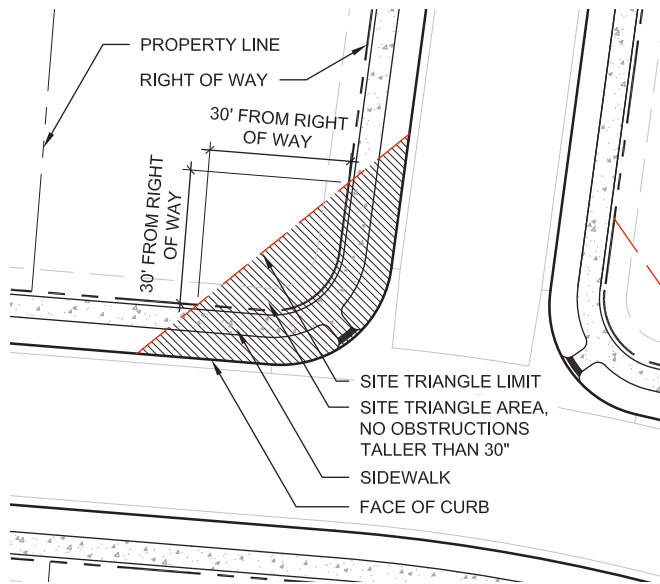 PROPERTY LINE
RIGHT OF WAY
30' FROM RIGHT
OF WAY
30' FROM RIGHT
OF WAY
SITE TRIANGLE LIMIT
SITE TRIANGLE AREA,
NO OBSTRUCTIONS
TALLER THAN 30"
SIDEWALK
FACE OF CURB